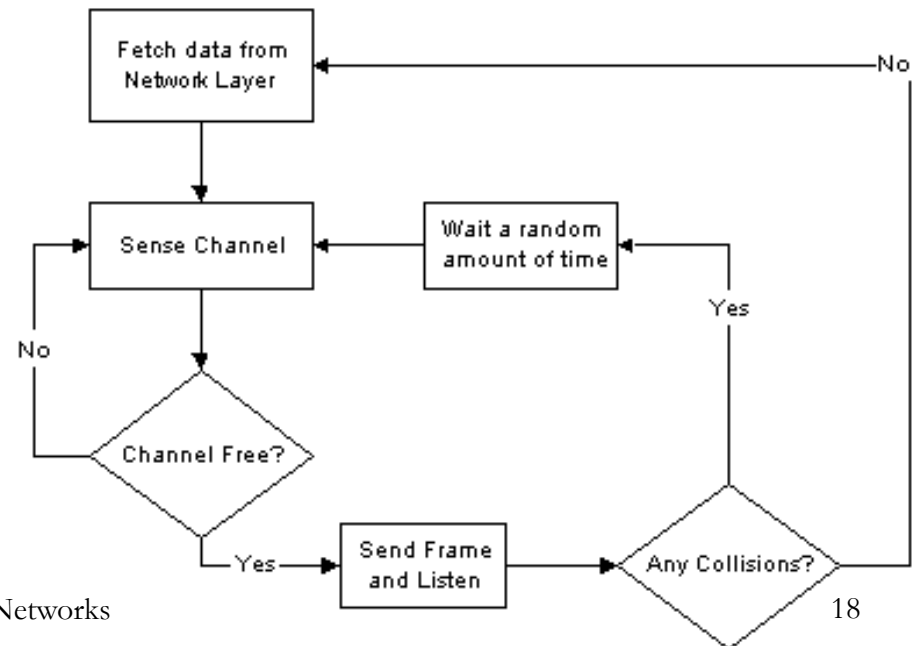 Fetch data from
Network Layer
No
Sense Channel
Wait a random
amount of time
Yes
No
Channel Free?
Yes
Send Frame
and Listen
Any Collisions?
Networks
18